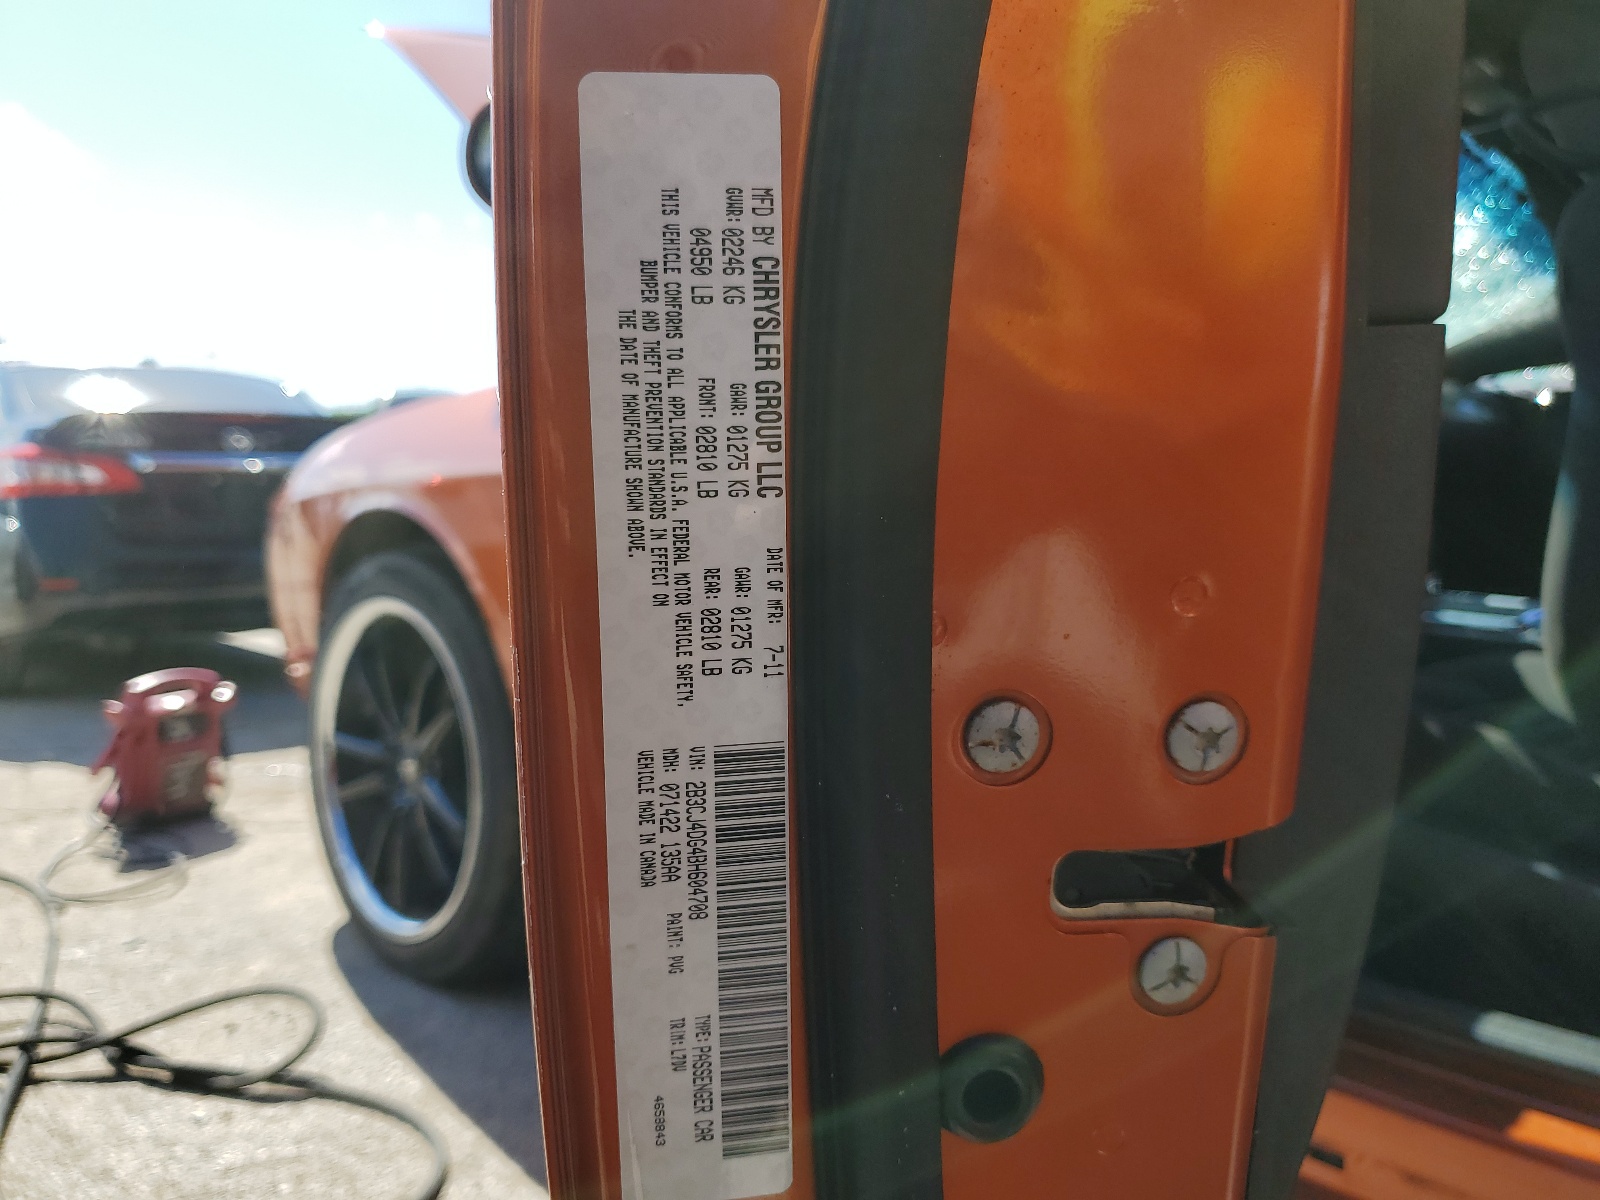 MFD BY CHRYSLER GROUP LLC DATE OF MFR: 7-11
GVWR: 02246 KG GAWR: 01275 KG GAWR: 01275 KG
04950 LB FRONT: 02810 LB REAR: 02810 LB
THIS VEHICLE CONFORMS TO ALL APPLICABLE U.S.A. FEDERAL MOTOR VEHICLE SAFETY,
BUMPER AND THEFT PREVENTION STANDARDS IN EFFECT ON
THE DATE OF MANUFACTURE SHOWN ABOVE.
VIN: 2B3CJ4DG4BH604708 TYPE: PASSENGER CAR
MDH: 071422 135AA PAINT: PVG TRIM: L7DV
VEHICLE MADE IN CANADA 4658843